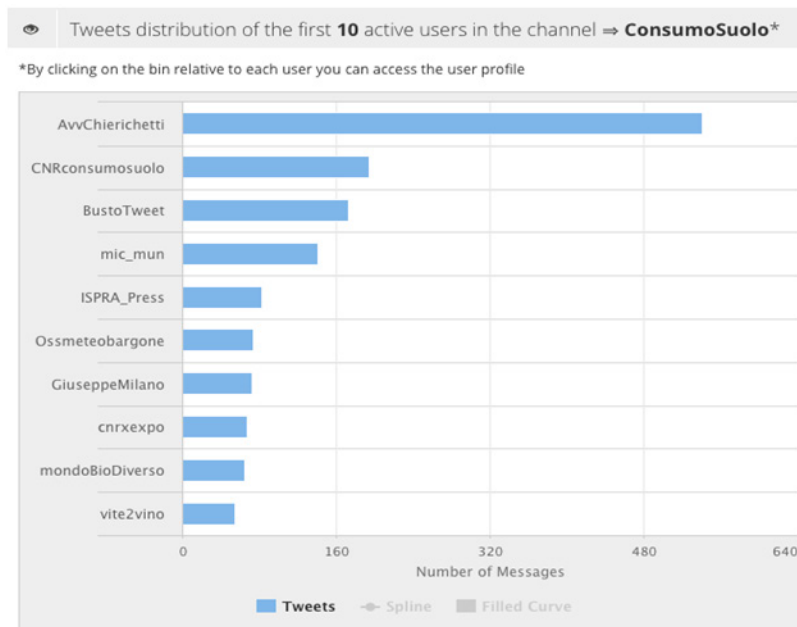 Tweets distribution of the first 10 active users in the channel ⇒ ConsumoSuolo*
*By clicking on the bin relative to each user you can access the user profile
AvvChierichetti
CNRconsumosuolo
BustoTweet
mic_mun
ISPRA_Press
Ossmeteobargone
GiuseppeMilano
cnrxexpo
mondoBioDiverso
vite2vino
0 160 320 480 640
Number of Messages
Tweets Spline Filled Curve